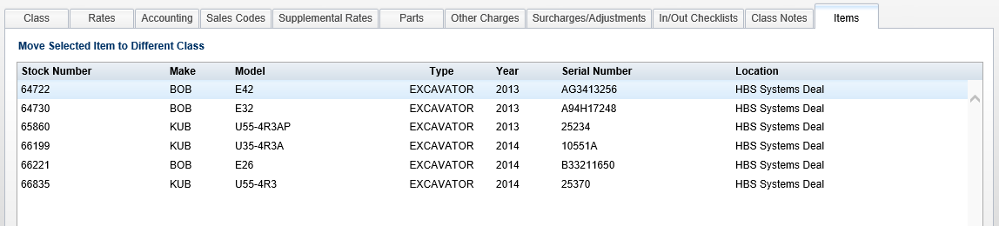 Class Rates Accounting Sales Codes Supplemental Rates Parts Other Charges Surcharges/Adjustments In/Out Checklists Class Notes Items
Move Selected Item to Different Class
Stock Number Make Model Type Year Serial Number Location
64722 BOB E42 EXCAVATOR 2013 AG3413256 HBS Systems Deal
64730 BOB E32 EXCAVATOR 2013 A94H17248 HBS Systems Deal
65860 KUB U55-4R3AP EXCAVATOR 2013 25234 HBS Systems Deal
66199 KUB U35-4R3A EXCAVATOR 2014 10551A HBS Systems Deal
66221 BOB E26 EXCAVATOR 2014 B33211650 HBS Systems Deal
66835 KUB U55-4R3 EXCAVATOR 2014 25370 HBS Systems Deal